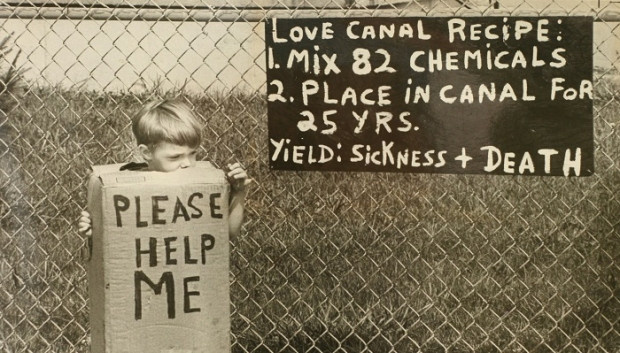 LOVE CANAL RECIPE:
1. MIX 82 CHEMICALS
2. PLACE IN CANAL FOR
25 YRS.
YIELD: SICKNESS + DEATH
PLEASE
HELP
ME